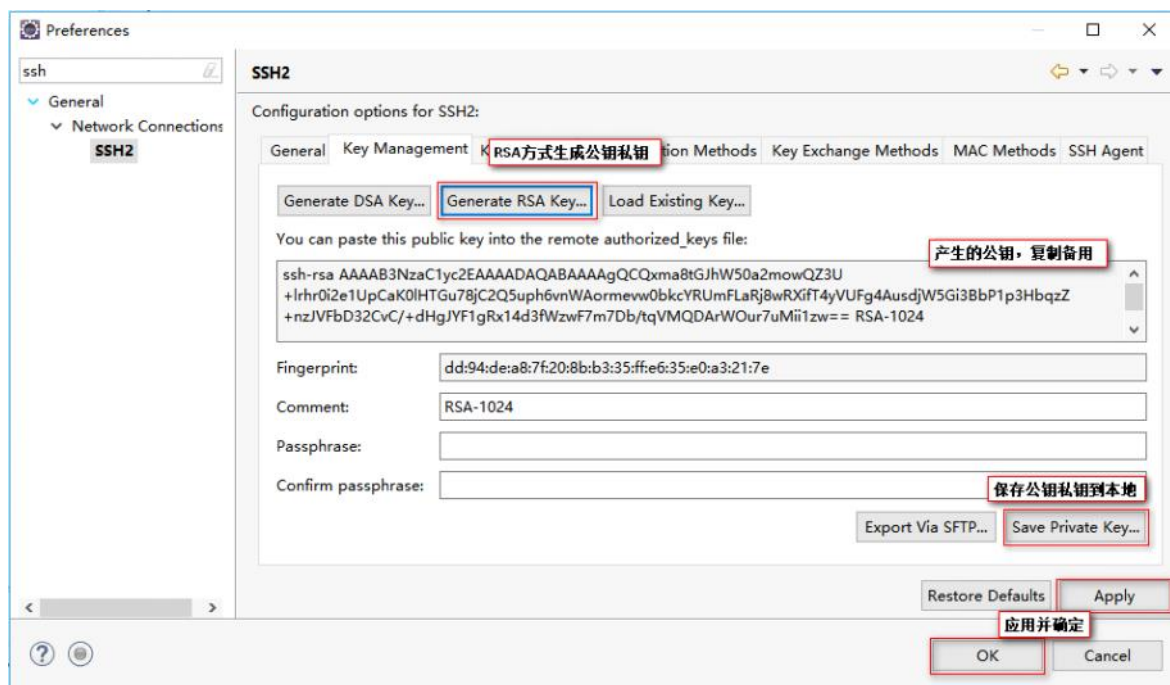 Preferences
ssh
General
Network Connections
SSH2
SSH2
Configuration options for SSH2:
General Key Management K RSA方式生成公钥私钥 tion Methods Key Exchange Methods MAC Methods SSH Agent
Generate DSA Key... Generate RSA Key... Load Existing Key...
You can paste this public key into the remote authorized_keys file:
产生的公钥，复制备用
ssh-rsa AAAAB3NzaC1yc2EAAAADAQABAAAAgQCQxma8tGJhW50a2mowQZ3U
+lrhr0i2e1UpCaK0lHTGu78jC2Q5uph6vnWAormevw0bkcYRUmFLaRj8wRXifT4yVUFg4AusdjW5Gi3BbP1p3HbqzZ
+nzJVFbD32CvC/+dHgJYF1gRx14d3fWzwF7m7Db/tqVMQDArWOur7uMii1zw== RSA-1024
Fingerprint: dd:94:de:a8:7f:20:8b:b3:35:ff:e6:35:e0:a3:21:7e
Comment: RSA-1024
Passphrase:
Confirm passphrase:
保存公钥私钥到本地
Export Via SFTP... Save Private Key...
Restore Defaults Apply
应用并确定
OK Cancel